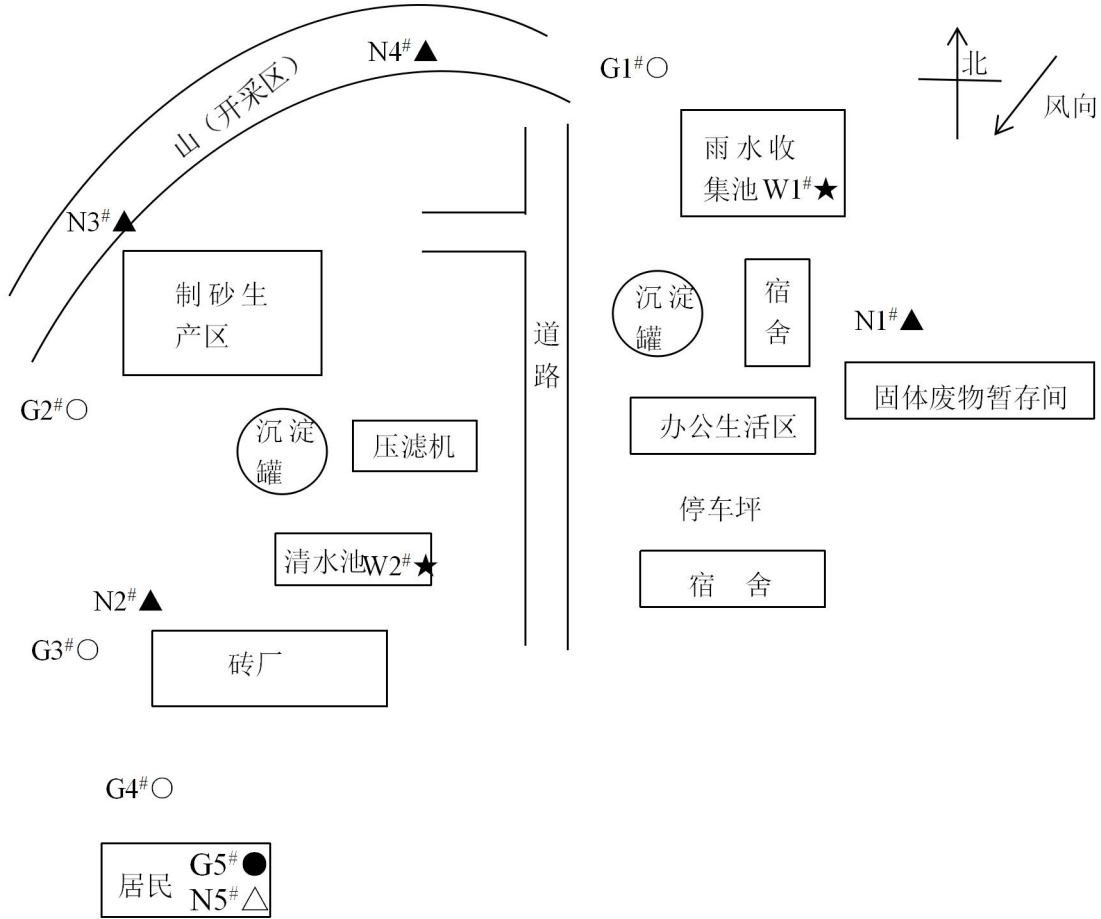 N4#▲
G1#○
北
风向
山（开采区）
雨水收
集池W1#★
N3#▲
制砂生
产区
沉淀
罐
宿
舍
N1#▲
道
路
固体废物暂存间
G2#○
沉淀
罐
压滤机
办公生活区
停车坪
清水池W2#★
宿 舍
N2#▲
G3#○
砖厂
G4#○
居民
G5#●
N5#△